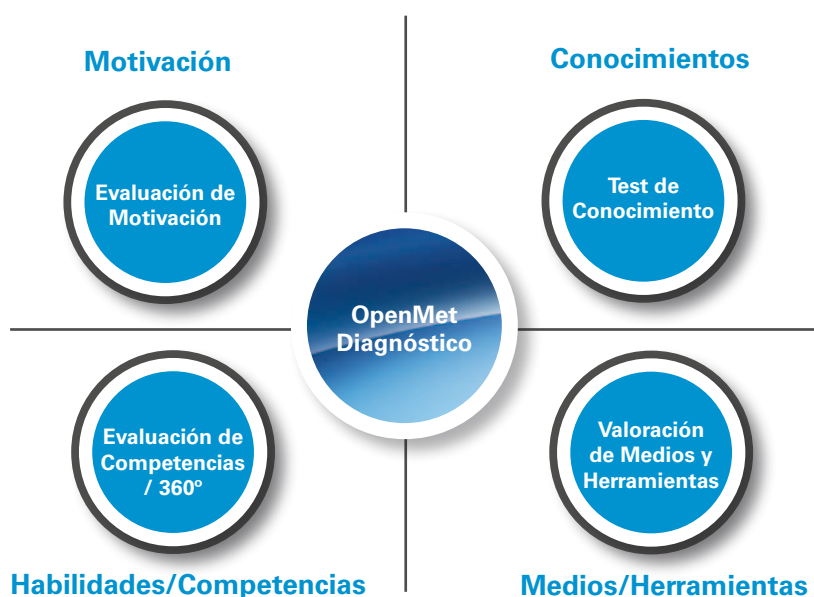 Motivación
Conocimientos
Evaluación de
Motivación
Test de
Conocimiento
OpenMet
Diagnóstico
Evaluación de
Competencias
/ 360º
Valoración
de Medios y
Herramientas
Habilidades/Competencias
Medios/Herramientas